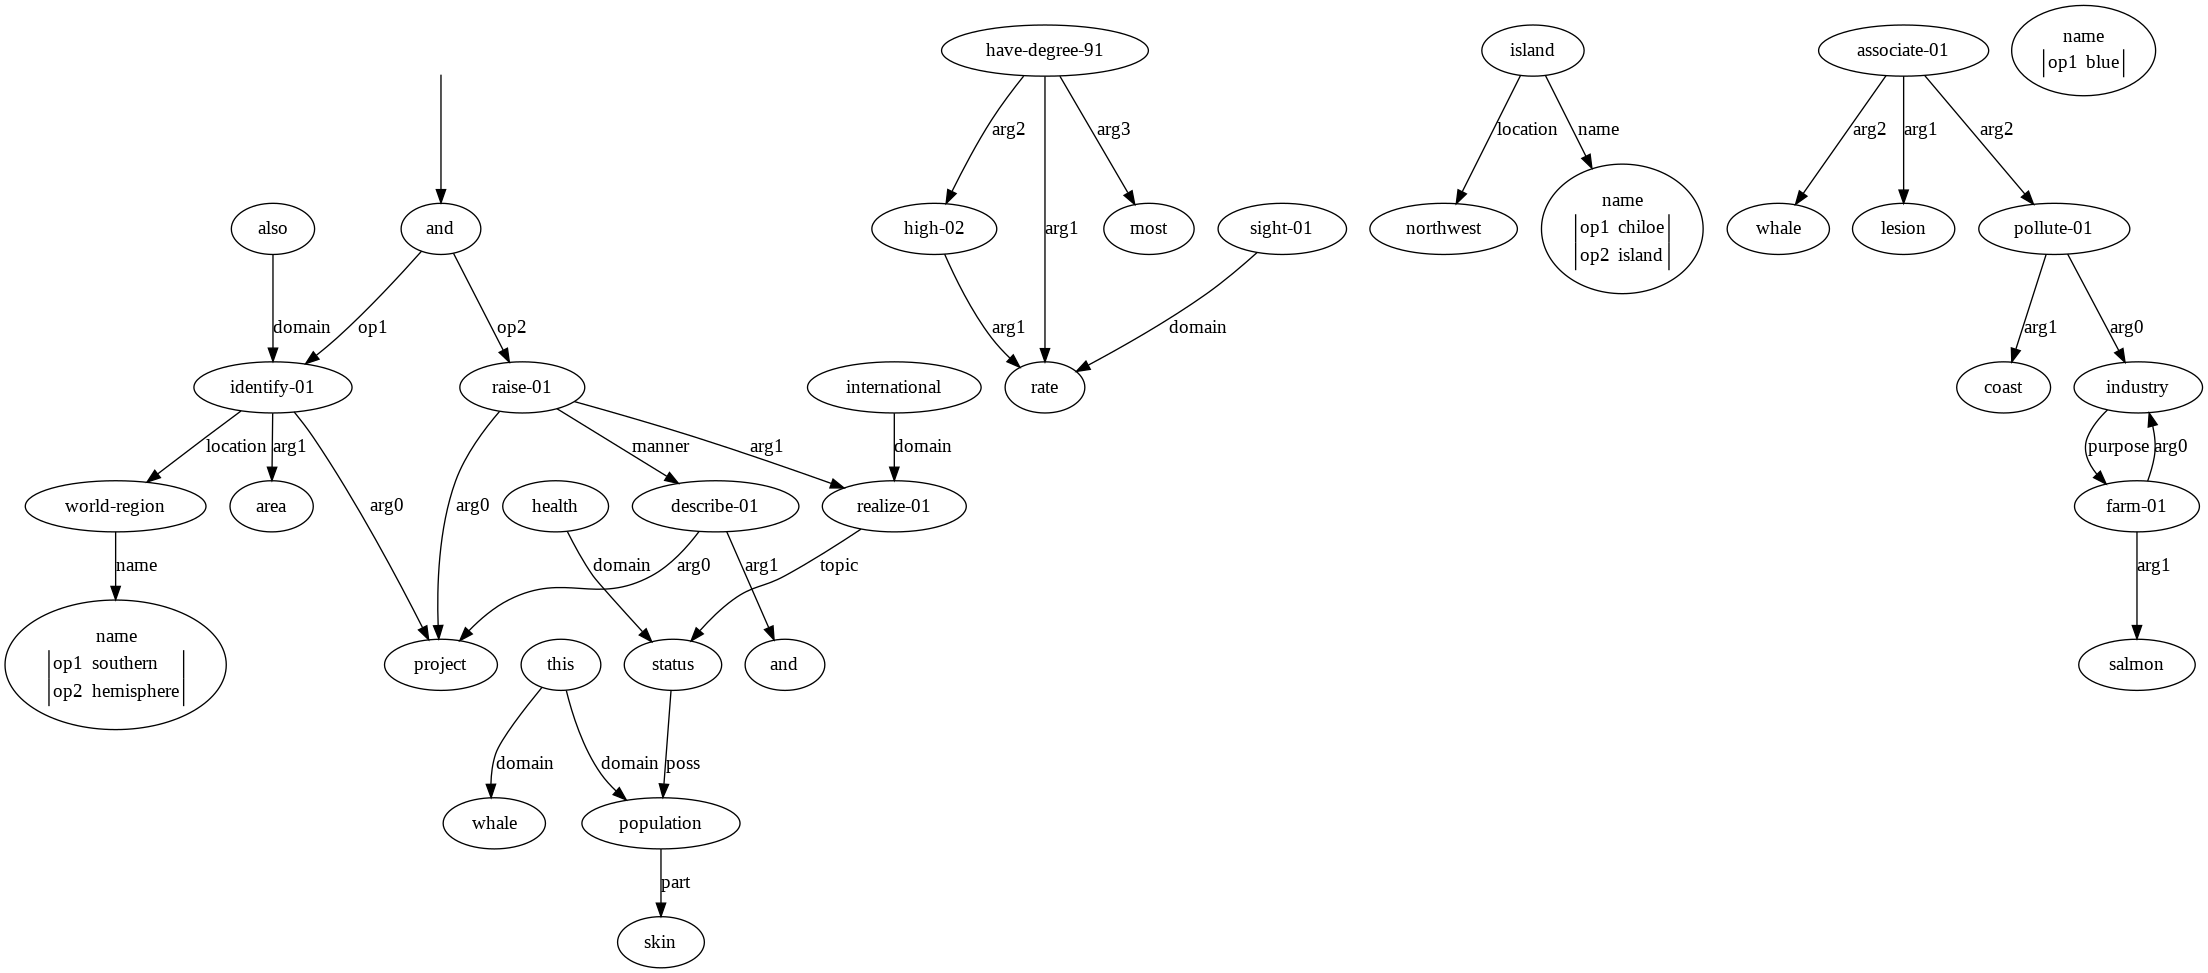 have-degree-91
island
associate-01
name
op1 blue
arg2
arg1
arg3
location
name
arg2
arg1
arg2
also
and
high-02
most
sight-01
northwest
name
op1 chiloe
op2 island
whale
lesion
pollute-01
domain
op1
op2
arg1
domain
arg1
arg0
identify-01
raise-01
international
rate
coast
industry
location
arg1
arg0
arg0
manner
arg1
domain
purpose
arg0
world-region
area
health
describe-01
realize-01
farm-01
name
domain
arg0
arg1
topic
arg1
name
op1 southern
op2 hemisphere
project
this
status
and
salmon
domain
domain
poss
whale
population
part
skin